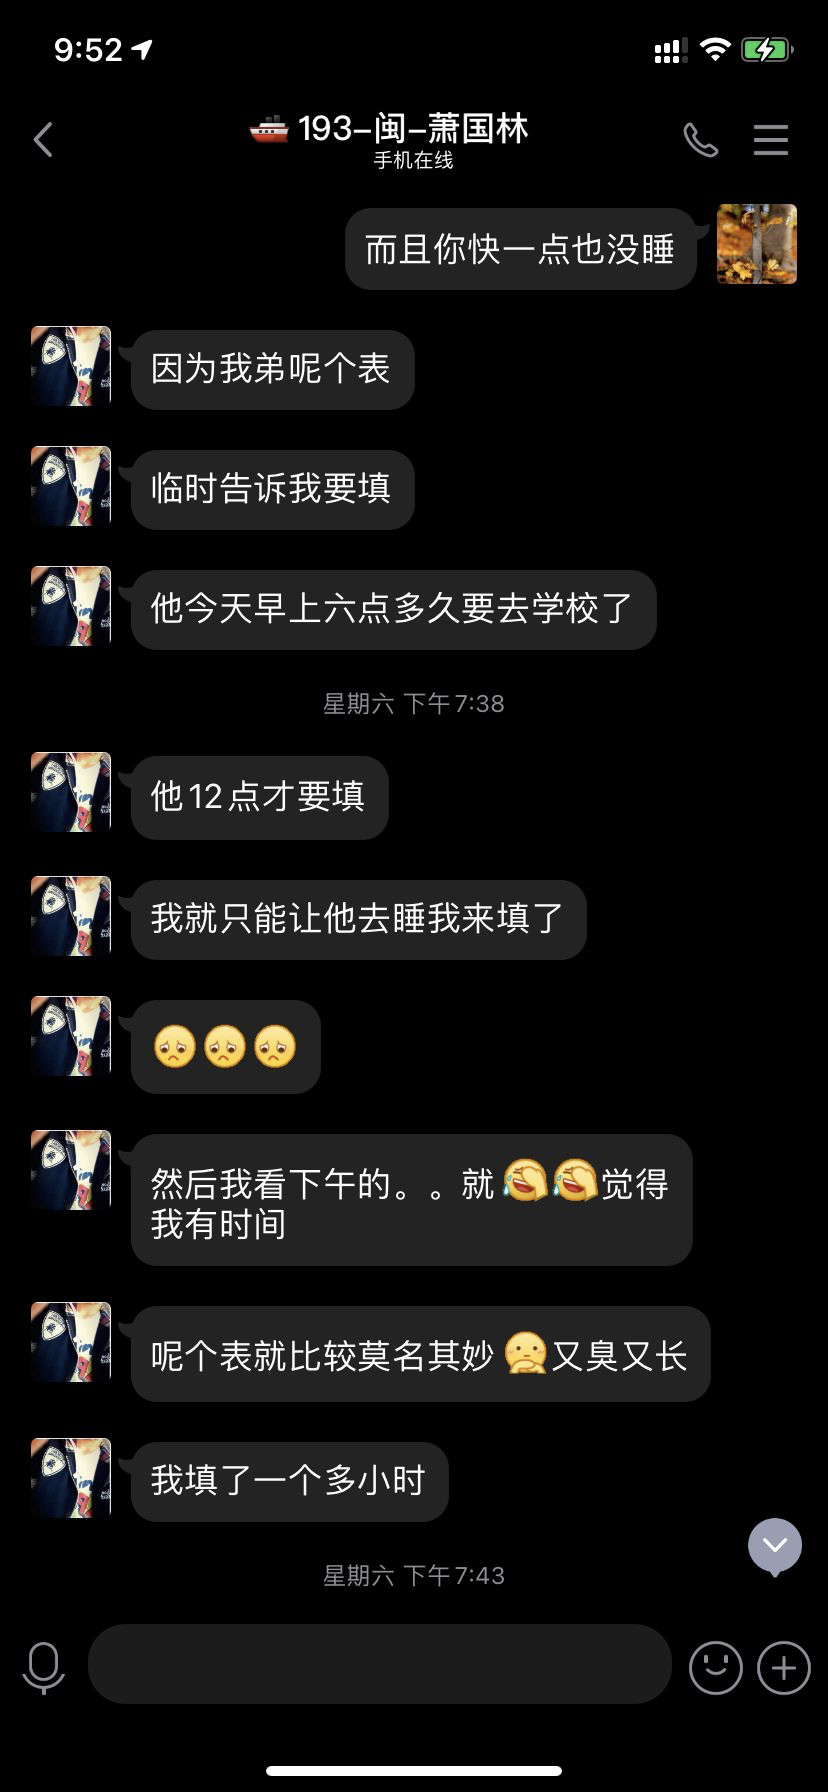 9:52
193-闽-萧国林
手机在线
而且你快一点也没睡
因为我弟呢个表
临时告诉我要填
他今天早上六点多久要去学校了
星期六 下午 7:38
他12点才要填
我就只能让他去睡我来填了
然后我看下午的。。就觉得
我有时间
呢个表就比较莫名其妙又臭又长
我填了一个多小时
星期六 下午 7:43